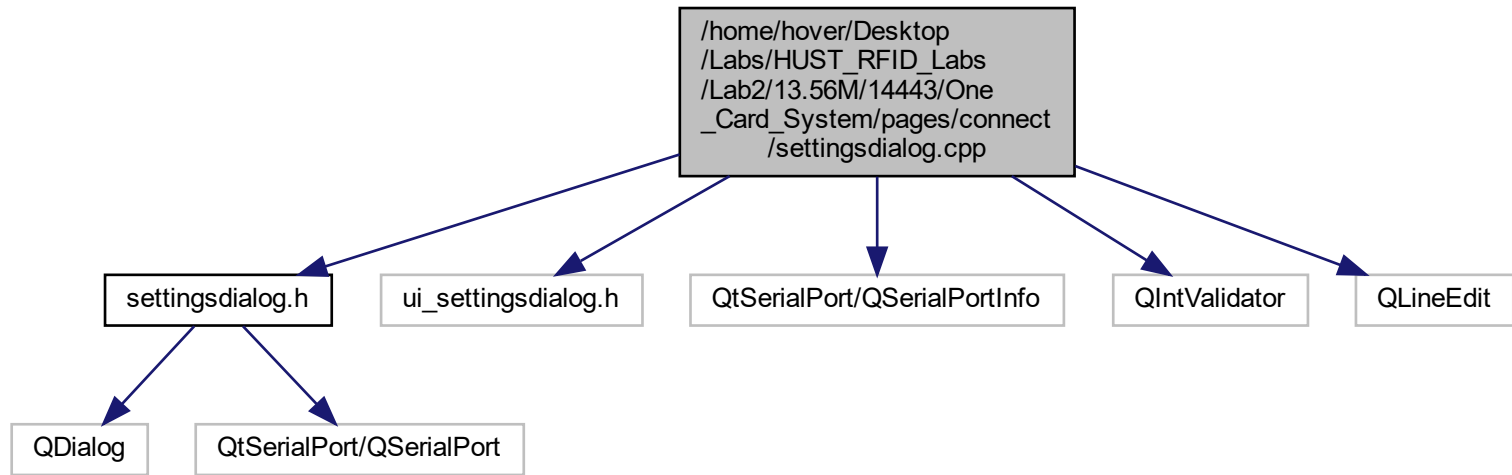 /home/hover/Desktop
/Labs/HUST_RFID_Labs
/Lab2/13.56M/14443/One
_Card_System/pages/connect
/settingsdialog.cpp
settingsdialog.h
ui_settingsdialog.h
QtSerialPort/QSerialPortInfo
QIntValidator
QLineEdit
QDialog
QtSerialPort/QSerialPort